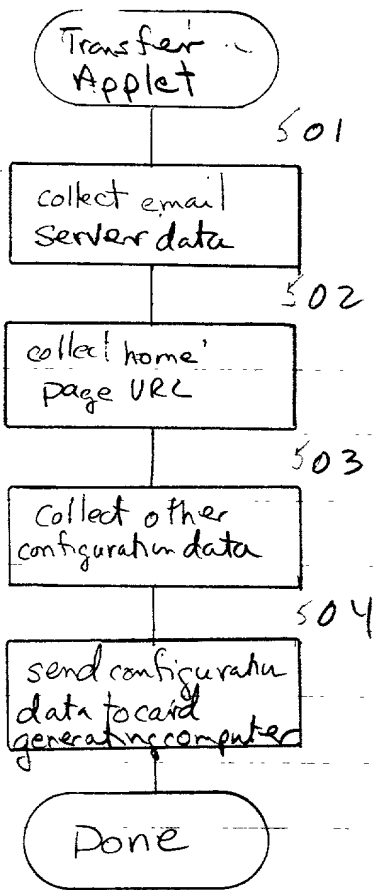 Transfer
Applet
501
collect email
server data
502
collect home
page URL
503
Collect other
configuration data
504
send configuration
data to card
generating computer
Done